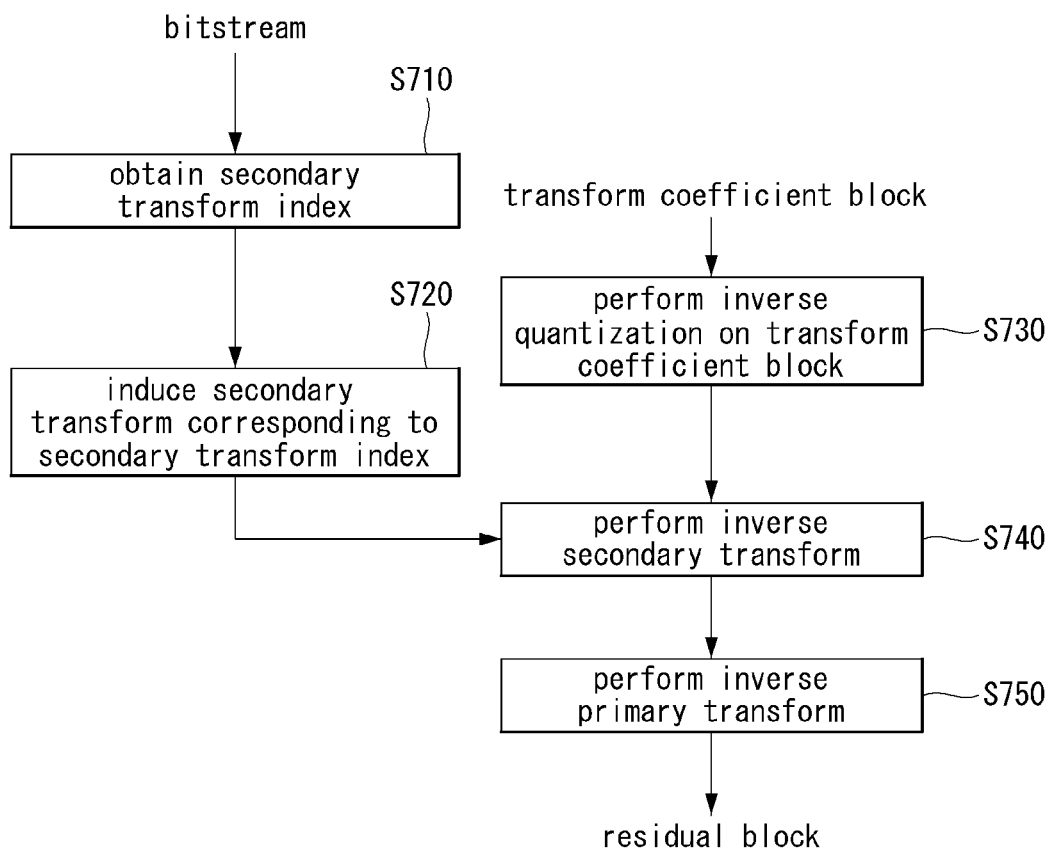 bitstream
S710
obtain secondary
transform index
S720
induce secondary
transform corresponding to
secondary transform index
transform coefficient block
perform inverse
quantization on transform
coefficient block
S730
perform inverse
secondary transform
S740
perform inverse
primary transform
S750
residual block